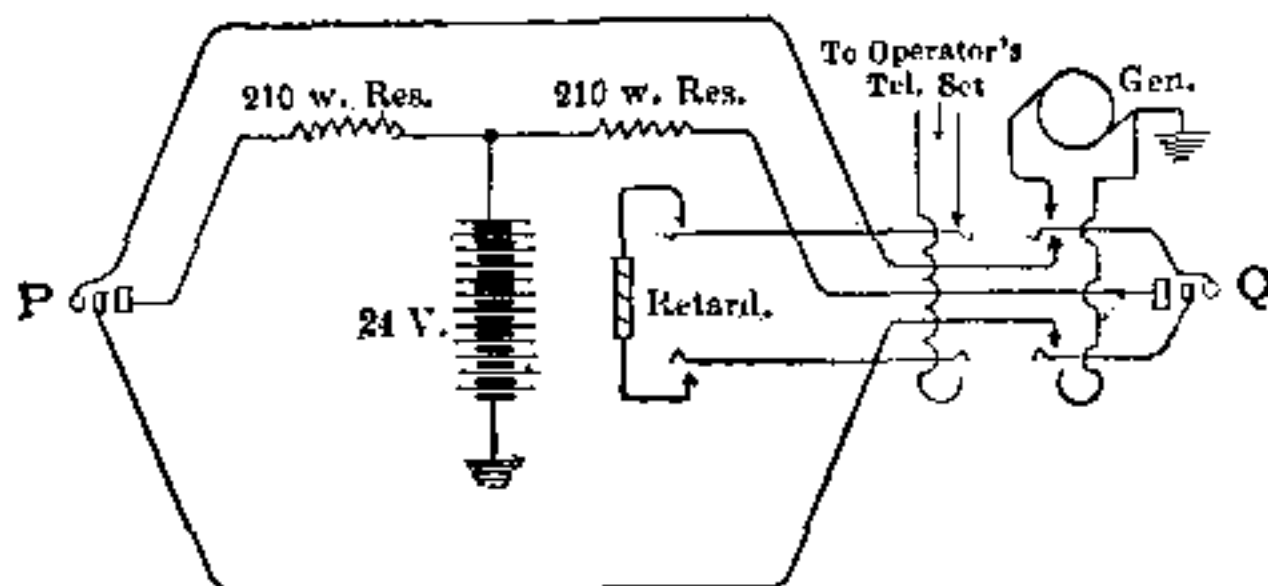 To Operator's
Tel. Set
Gen.
210 w. Res.
210 w. Res.
P
24 V.
Retard.
Q